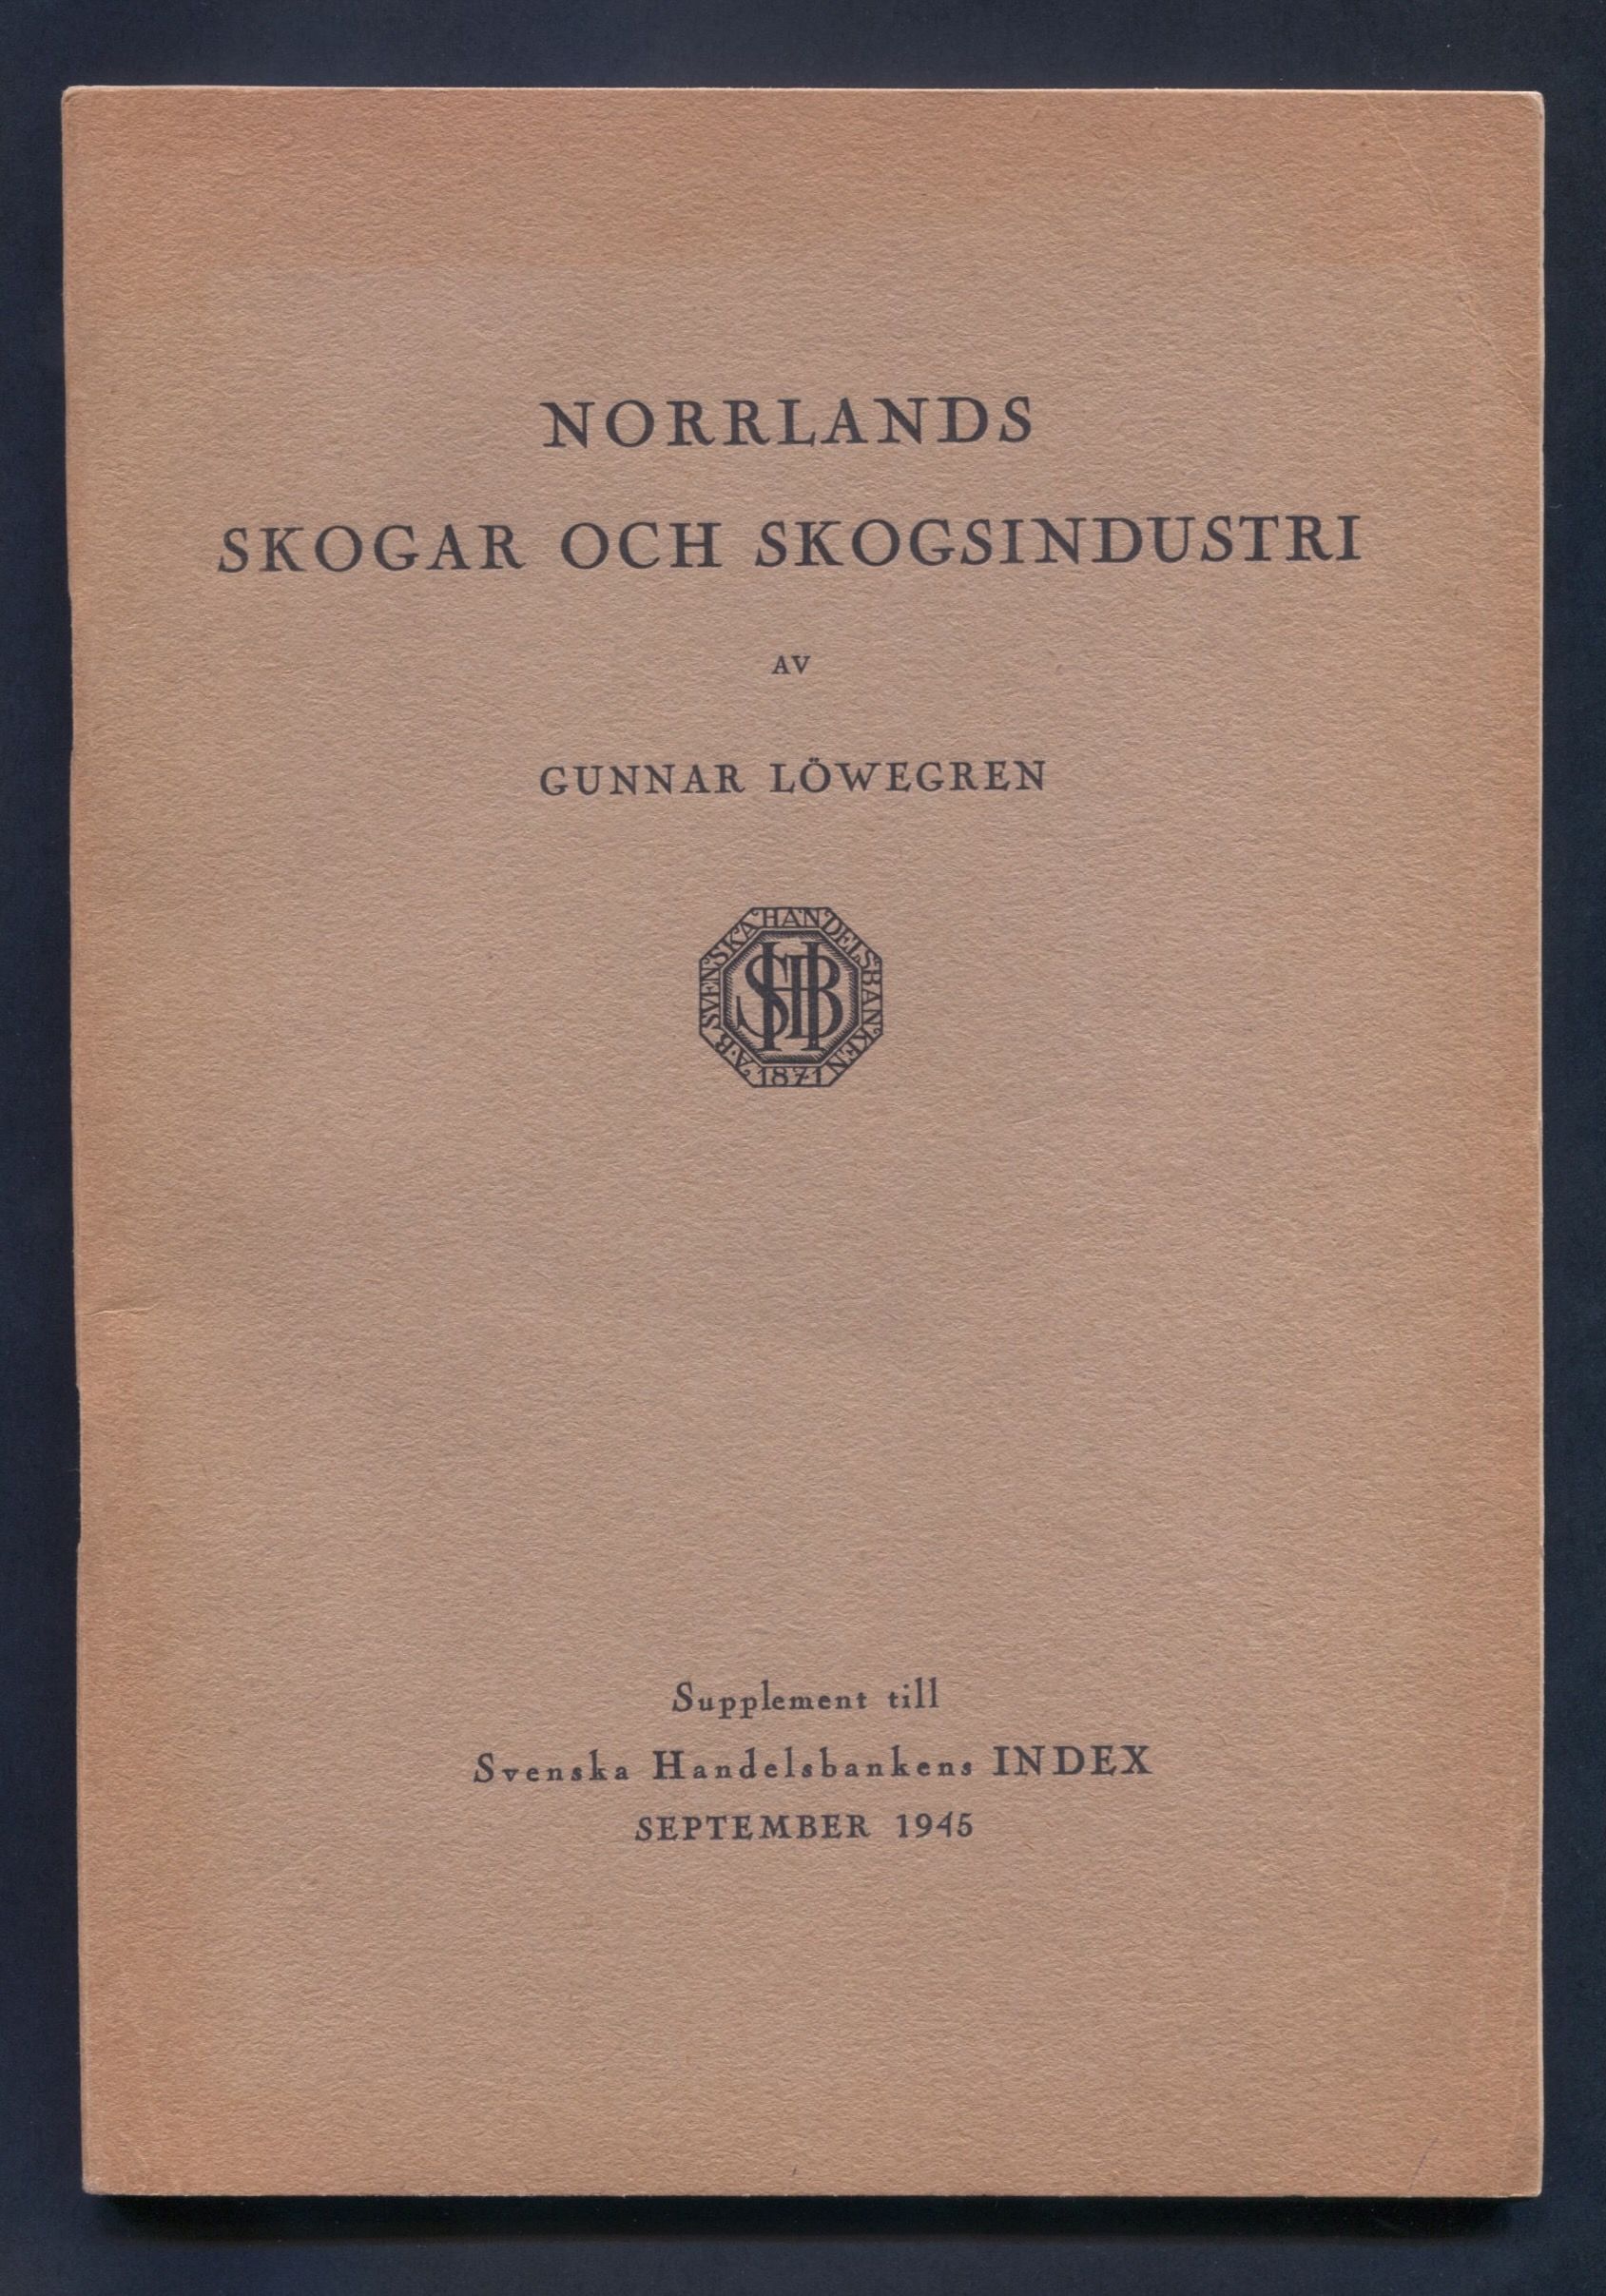 NORRLANDS
SKOGAR OCH SKOGSINDUSTRI
AV
GUNNAR LÖWEGREN
A.B. SVENSKA HANDELSBANKEN
SHB
1871
Supplement till
Svenska Handelsbankens INDEX
SEPTEMBER 1945